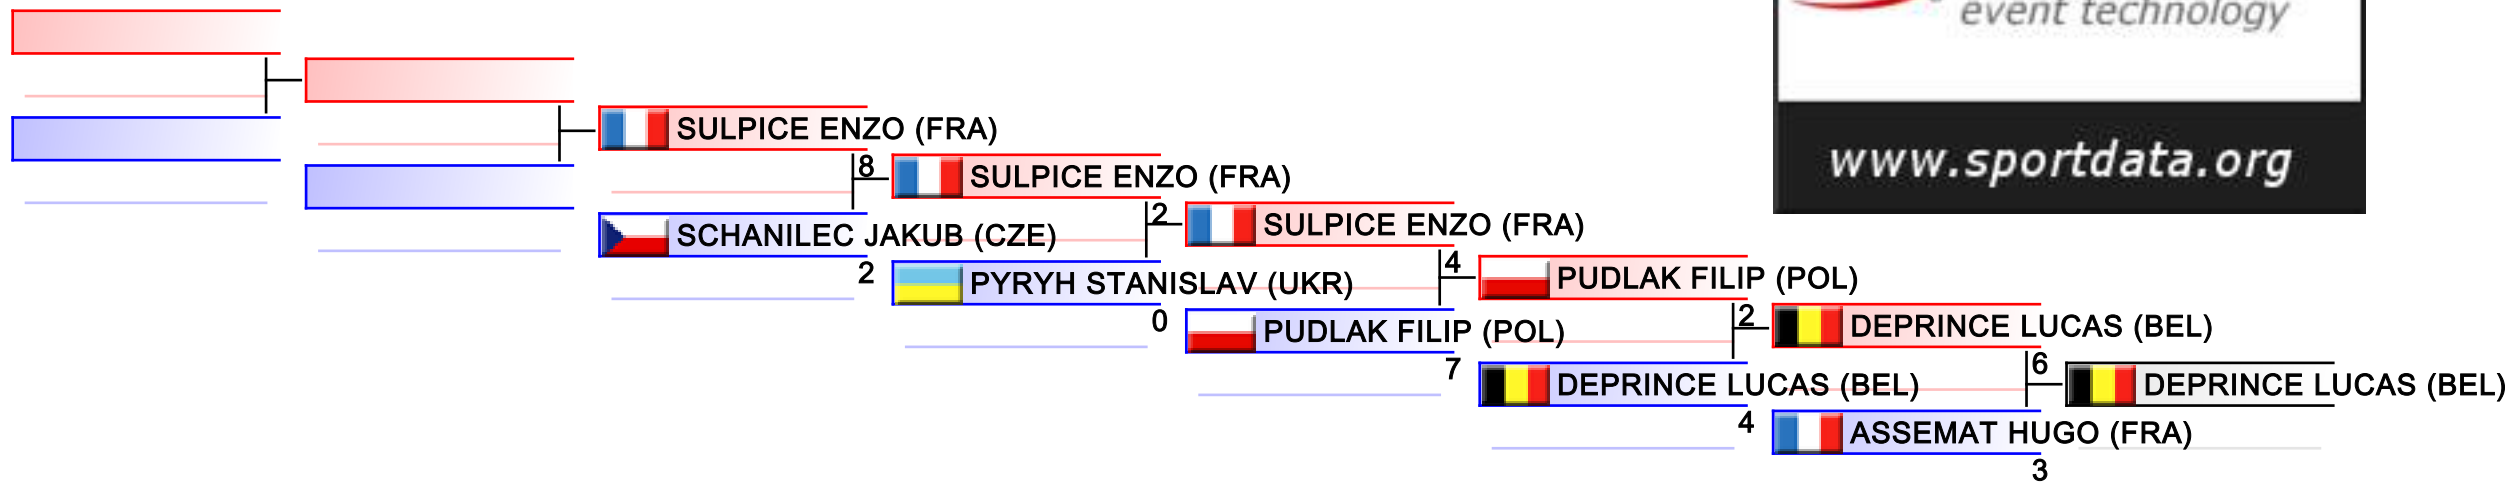 event technology
www.sportdata.org
SULPICE ENZO (FRA)
8
SULPICE ENZO (FRA)
2
SULPICE ENZO (FRA)
SCHANILEC JAKUB (CZE)
2
4
PUDLAK FILIP (POL)
PYRYH STANISLAV (UKR)
0
2
DEPRINCE LUCAS (BEL)
PUDLAK FILIP (POL)
7
6
DEPRINCE LUCAS (BEL)
DEPRINCE LUCAS (BEL)
4
ASSEMAT HUGO (FRA)
3